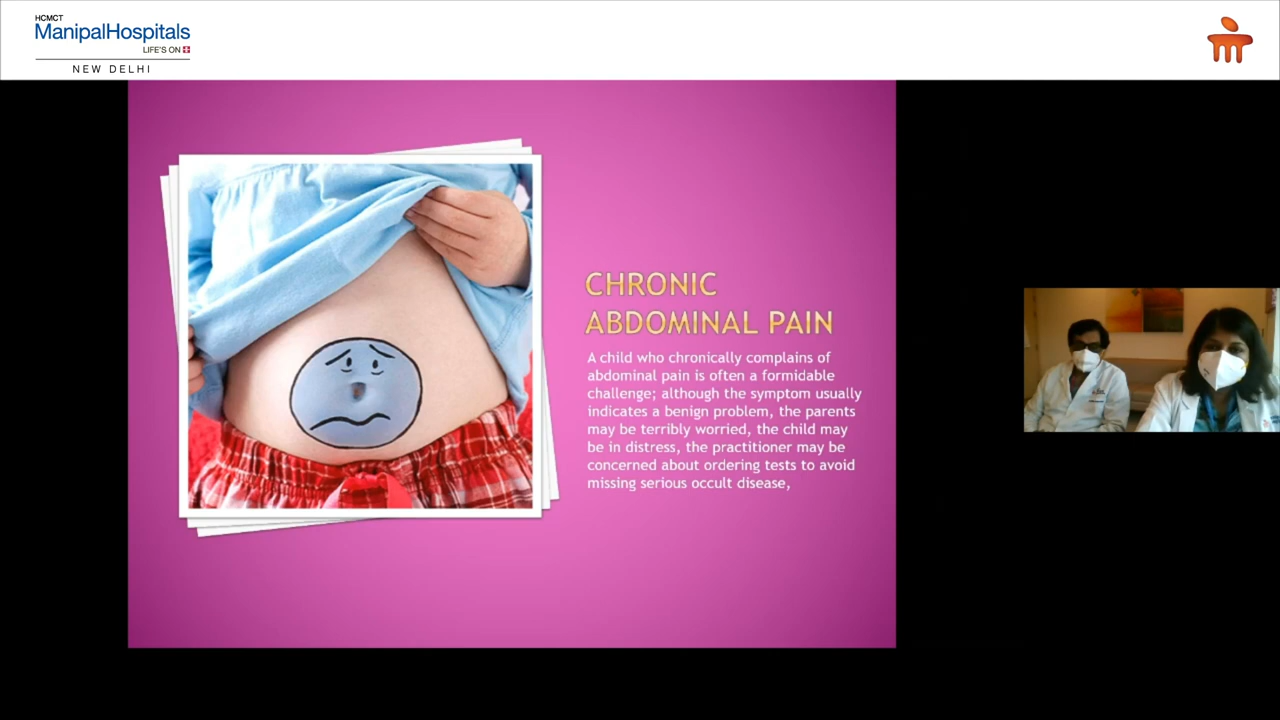 HCMCT
ManipalHospitals
LIFE'S ON
NEW DELHI
CHRONIC
ABDOMINAL PAIN
A child who chronically complains of
abdominal pain is often a formidable
challenge; although the symptom usually
indicates a benign problem, the parents
may be terribly worried, the child may
be in distress, the practitioner may be
concerned about ordering tests to avoid
missing serious occult disease,